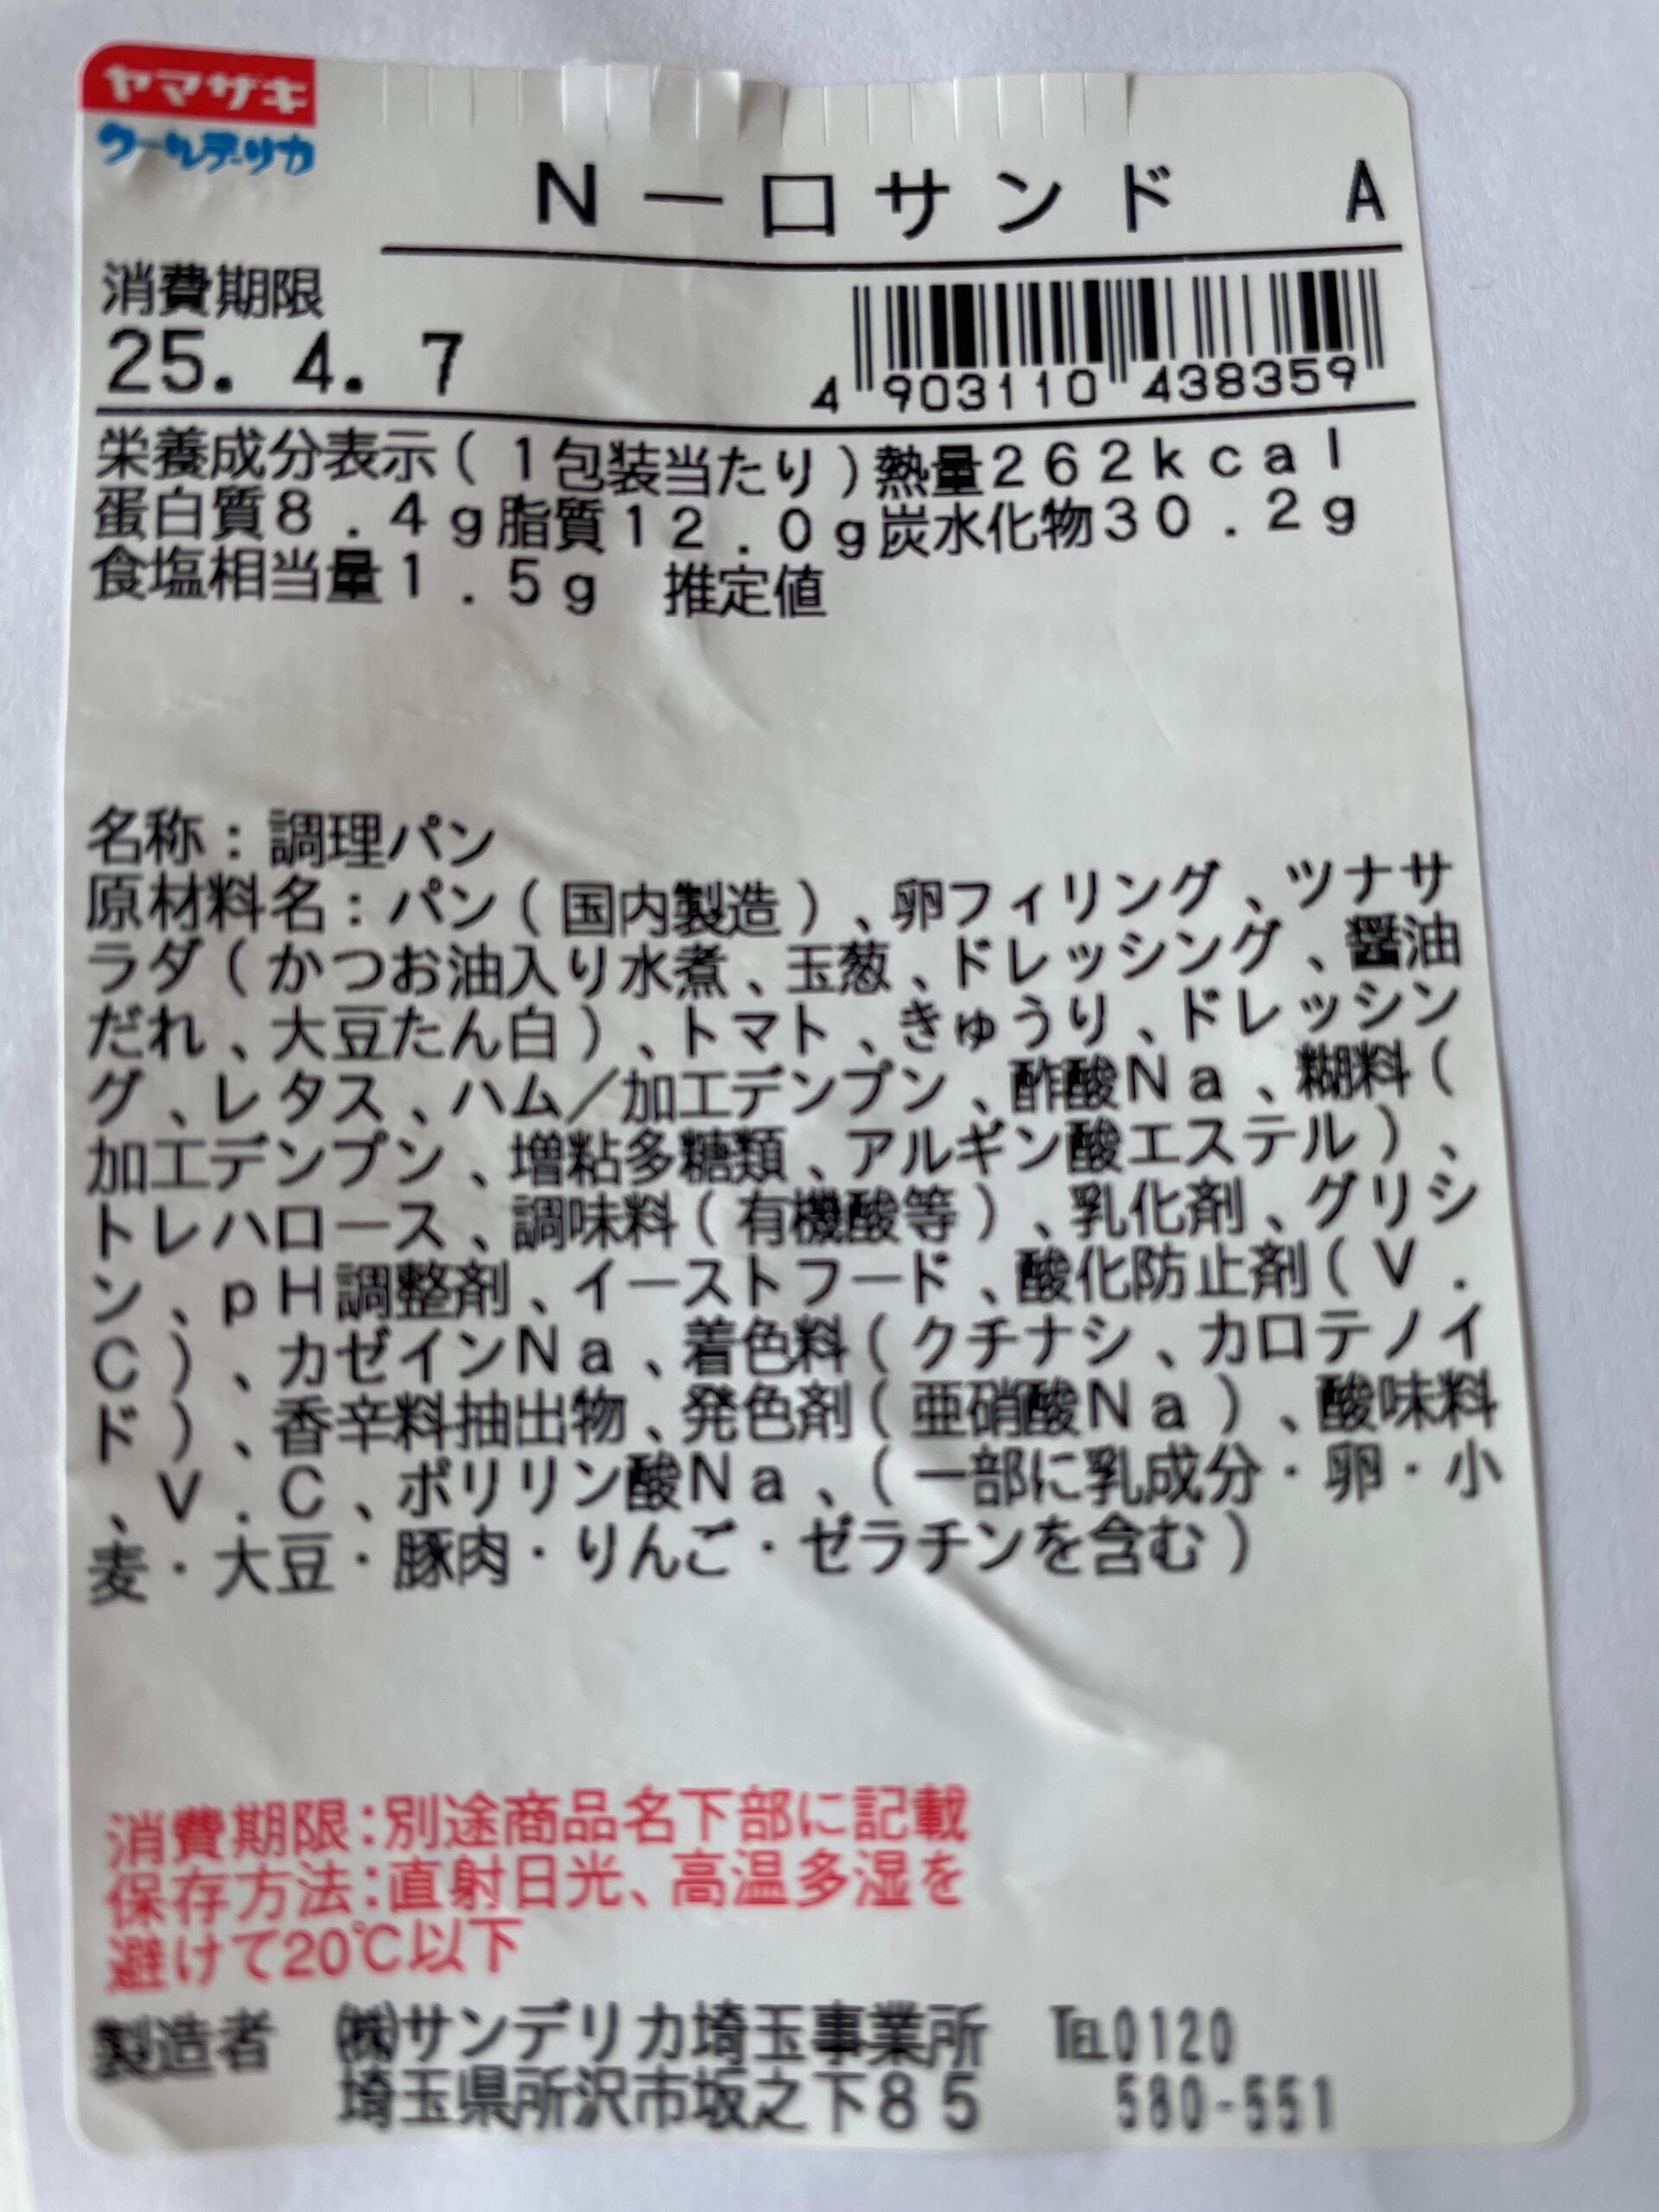 ヤマザキ
クールデリカ
N一口サンド A
消費期限
25. 4. 7
4 903110 438359
栄養成分表示(1包装当たり)熱量262kcal
蛋白質8.4g脂質12.0g炭水化物30.2g
食塩相当量1.5g 推定値
名称:調理パン
原材料名:パン(国内製造)、卵フィリング、ツナサ
ラダ(かつお油入り水煮、玉葱、ドレッシング、醤油
だれ、大豆たん白)、トマト、きゅうり、ドレッシン
グ、レタス、ハム/加工デンプン、酢酸Na、糊料(
加工デンプン、増粘多糖類、アルギン酸エステル)、
トレハロース、調味料(有機酸等)、乳化剤、グリシ
ン、pH調整剤、イーストフード、酸化防止剤(V.
C)、カゼインNa、着色料(クチナシ、カロテノイ
ド)、香辛料抽出物、発色剤(亜硝酸Na)、酸味料
、V.C、ポリリン酸Na、(一部に乳成分・卵・小
麦・大豆・豚肉・りんご・ゼラチンを含む)
消費期限:別途商品名下部に記載
保存方法:直射日光、高温多湿を
避けて20℃以下
製造者 ㈱サンデリカ埼玉事業所 TEL0120
埼玉県所沢市坂之下85 580-551